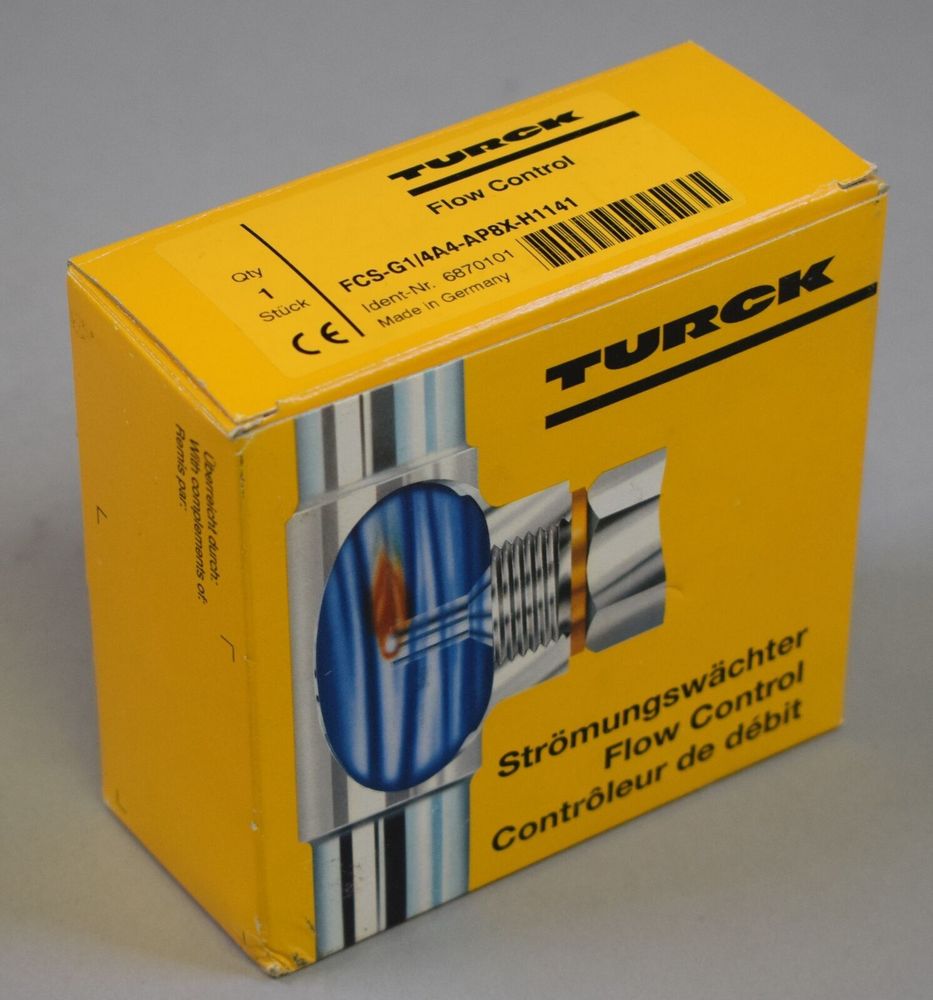 TURCK
Flow Control
Qty
1
Stück
CE
FCS-G1/4A4-AP8X-H1141
Ident-Nr. 6870101
Made in Germany
TURCK
Überreicht durch:
With complements of:
Remis par:
Strömungswächter
Flow Control
Contrôleur de débit